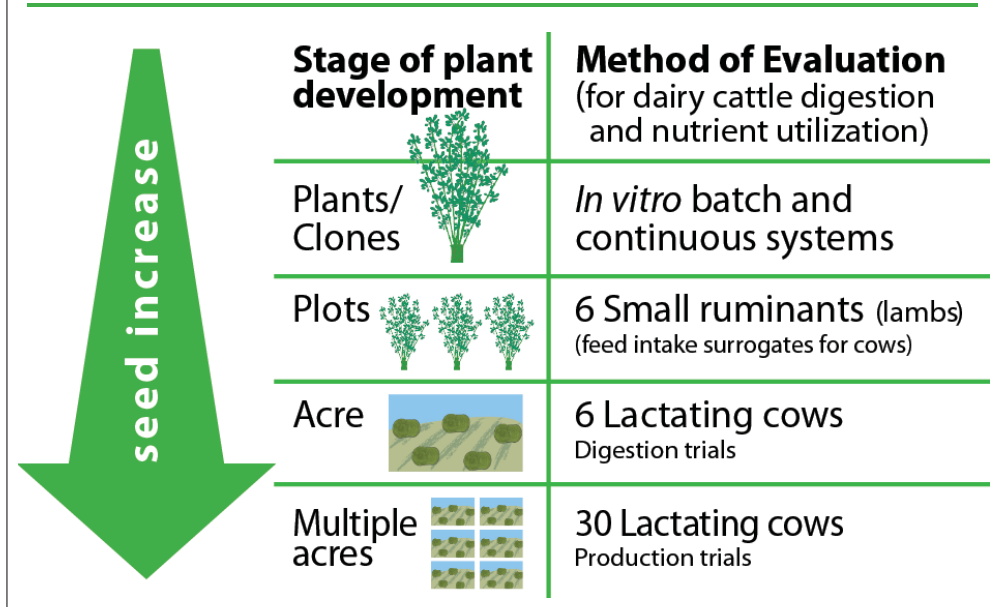 seed increase
Stage of plant
development
Method of Evaluation
(for dairy cattle digestion
and nutrient utilization)
Plants/
Clones
In vitro batch and
continuous systems
Plots
6 Small ruminants (lambs)
(feed intake surrogates for cows)
Acre
6 Lactating cows
Digestion trials
Multiple
acres
30 Lactating cows
Production trials